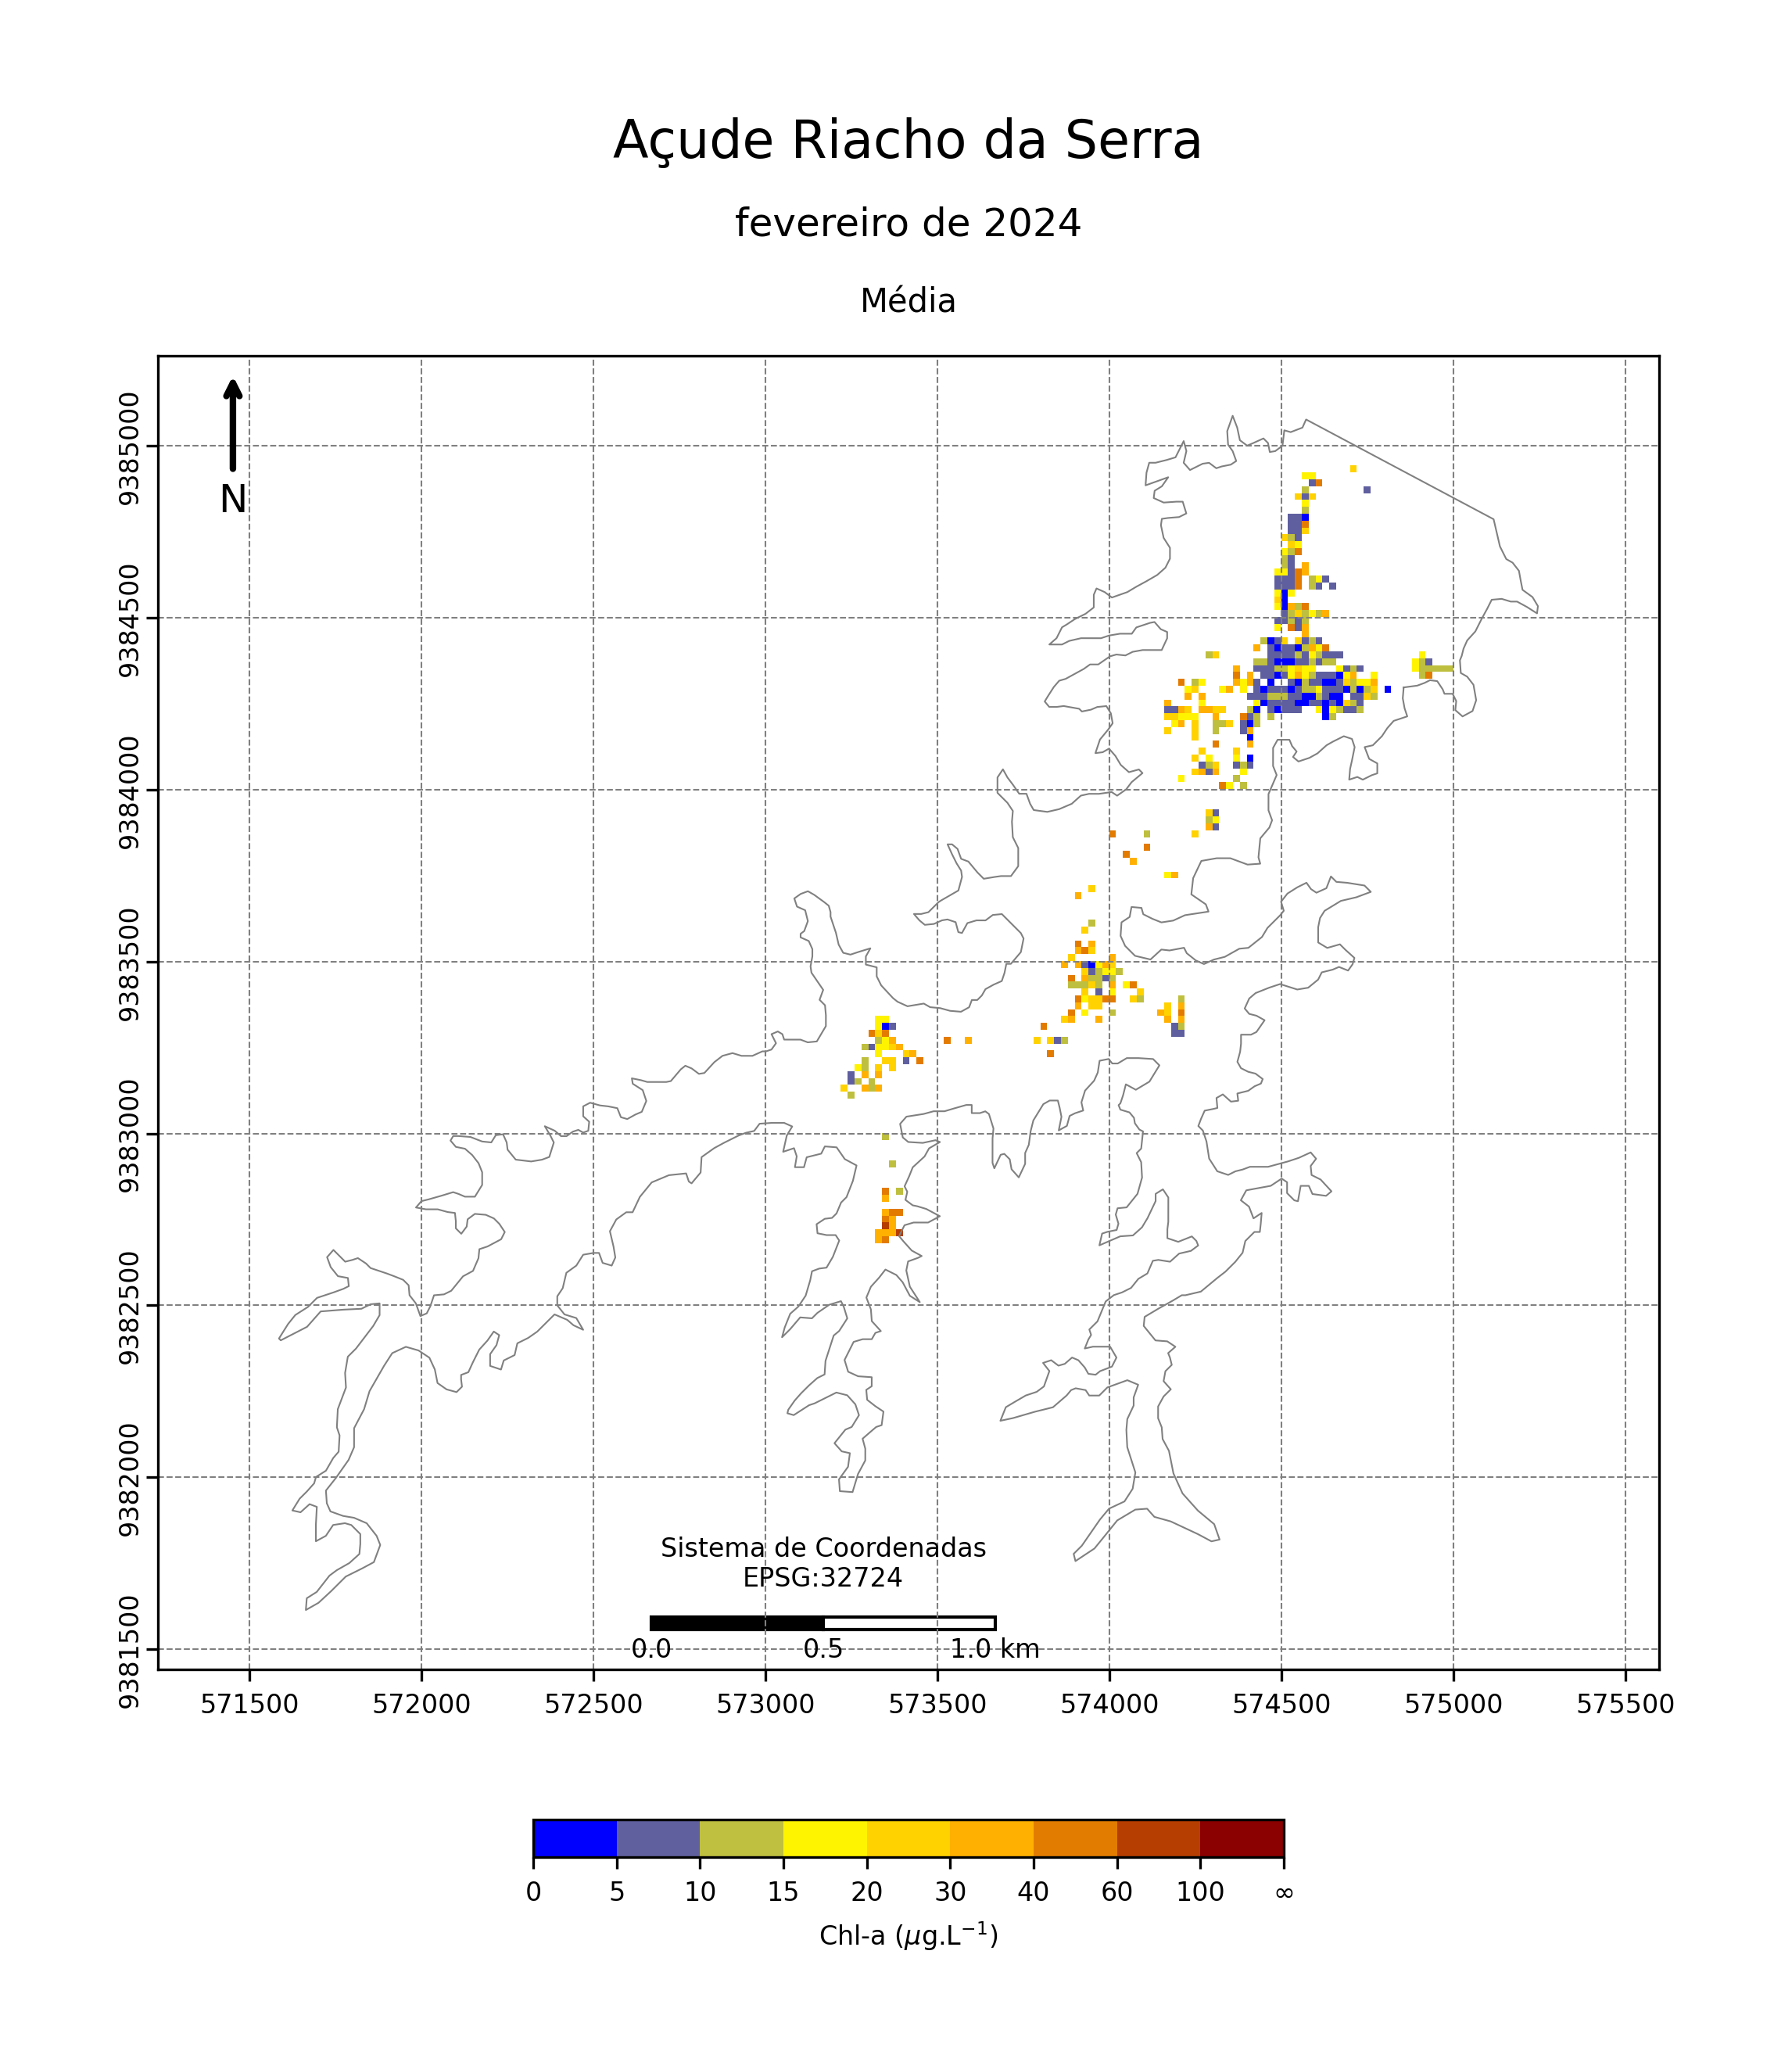 Açude Riacho da Serra
fevereiro de 2024
Média
N
9385000
9384500
9384000
9383500
9383000
9382500
9382000
9381500
Sistema de Coordenadas
EPSG:32724
0.0 0.5 1.0 km
571500 572000 572500 573000 573500 574000 574500 575000 575500
0 5 10 15 20 30 40 60 100 ∞
Chl-a (μg.L⁻¹)